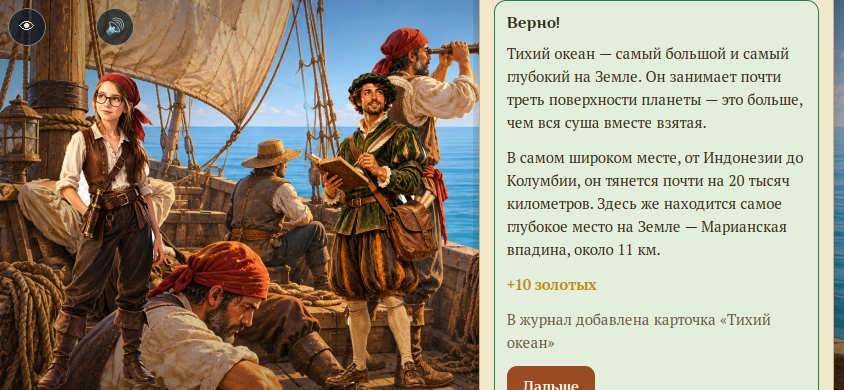 Верно!
Тихий океан — самый большой и самый
глубокий на Земле. Он занимает почти
треть поверхности планеты — это больше,
чем вся суша вместе взятая.
В самом широком месте, от Индонезии до
Колумбии, он тянется почти на 20 тысяч
километров. Здесь же находится самое
глубокое место на Земле — Марианская
впадина, около 11 км.
+10 золотых
В журнал добавлена карточка «Тихий
океан»
Дальше